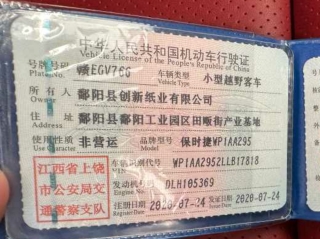 中华人民共和国机动车行驶证
Vehicle License of the People's Republic of China
号牌号码 赣EGV7C6 车辆类型 小型越野客车
Plate No. Vehicle Type
所有人 鄱阳县创新纸业有限公司
Owner
住址 鄱阳县鄱阳工业园区田畈街产业基地
Address
使用性质 非营运 品牌型号 保时捷WP1AA295
Use Character Model
江西省上饶 车辆识别代号 WP1AA2952LLB17818
VIN
市公安局交 发动机号码 DLH105369
Engine No.
通警察支队 注册日期 2020-07-24 发证日期 2020-07-24
Register Date Issue Date